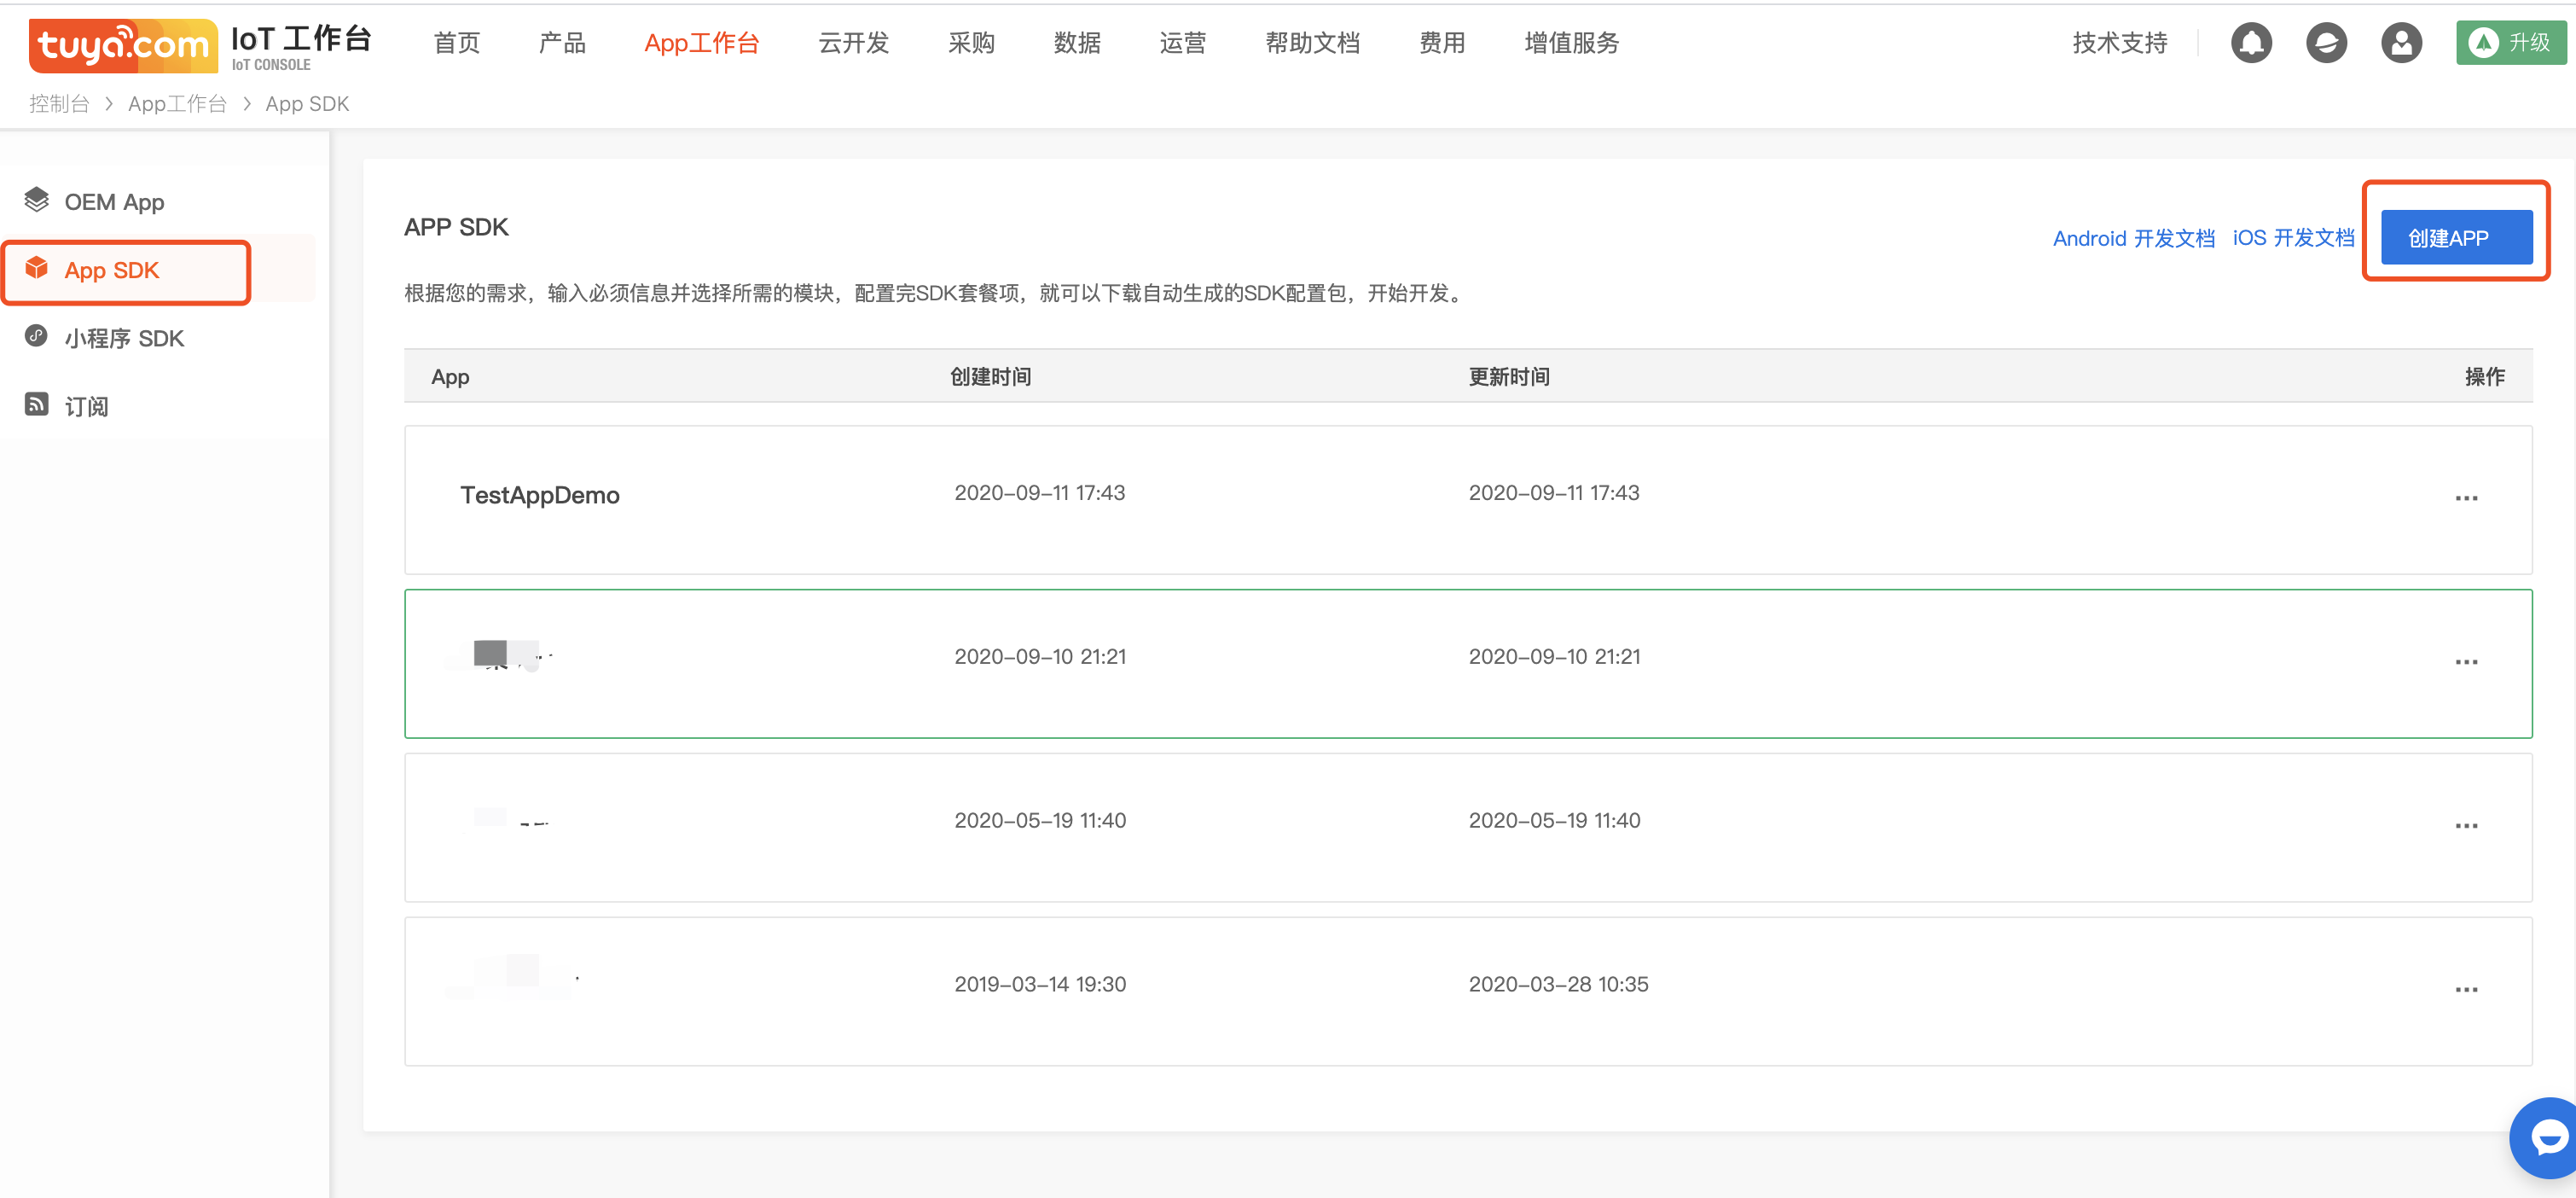 tuya.com IoT 工作台
IoT CONSOLE
首页 产品 App工作台 云开发 采购 数据 运营 帮助文档 费用 增值服务 技术支持 升级
控制台 > App工作台 > App SDK
OEM App
App SDK
小程序 SDK
订阅
APP SDK
Android 开发文档 iOS 开发文档 创建APP
根据您的需求，输入必须信息并选择所需的模块，配置完SDK套餐项，就可以下载自动生成的SDK配置包，开始开发。
App 创建时间 更新时间 操作
TestAppDemo 2020-09-11 17:43 2020-09-11 17:43 ...
2020-09-10 21:21 2020-09-10 21:21 ...
2020-05-19 11:40 2020-05-19 11:40 ...
2019-03-14 19:30 2020-03-28 10:35 ...